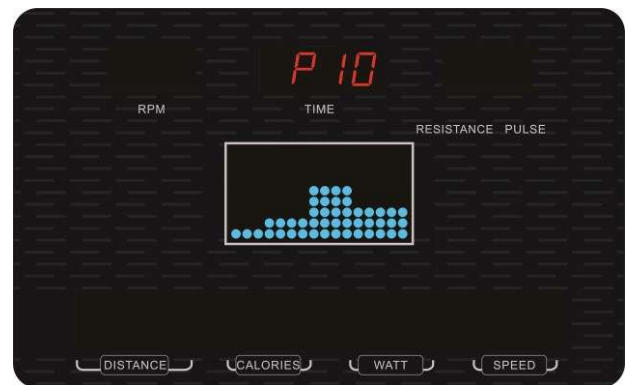 P 10
RPM TIME
RESISTANCE PULSE
DISTANCE CALORIES WATT SPEED